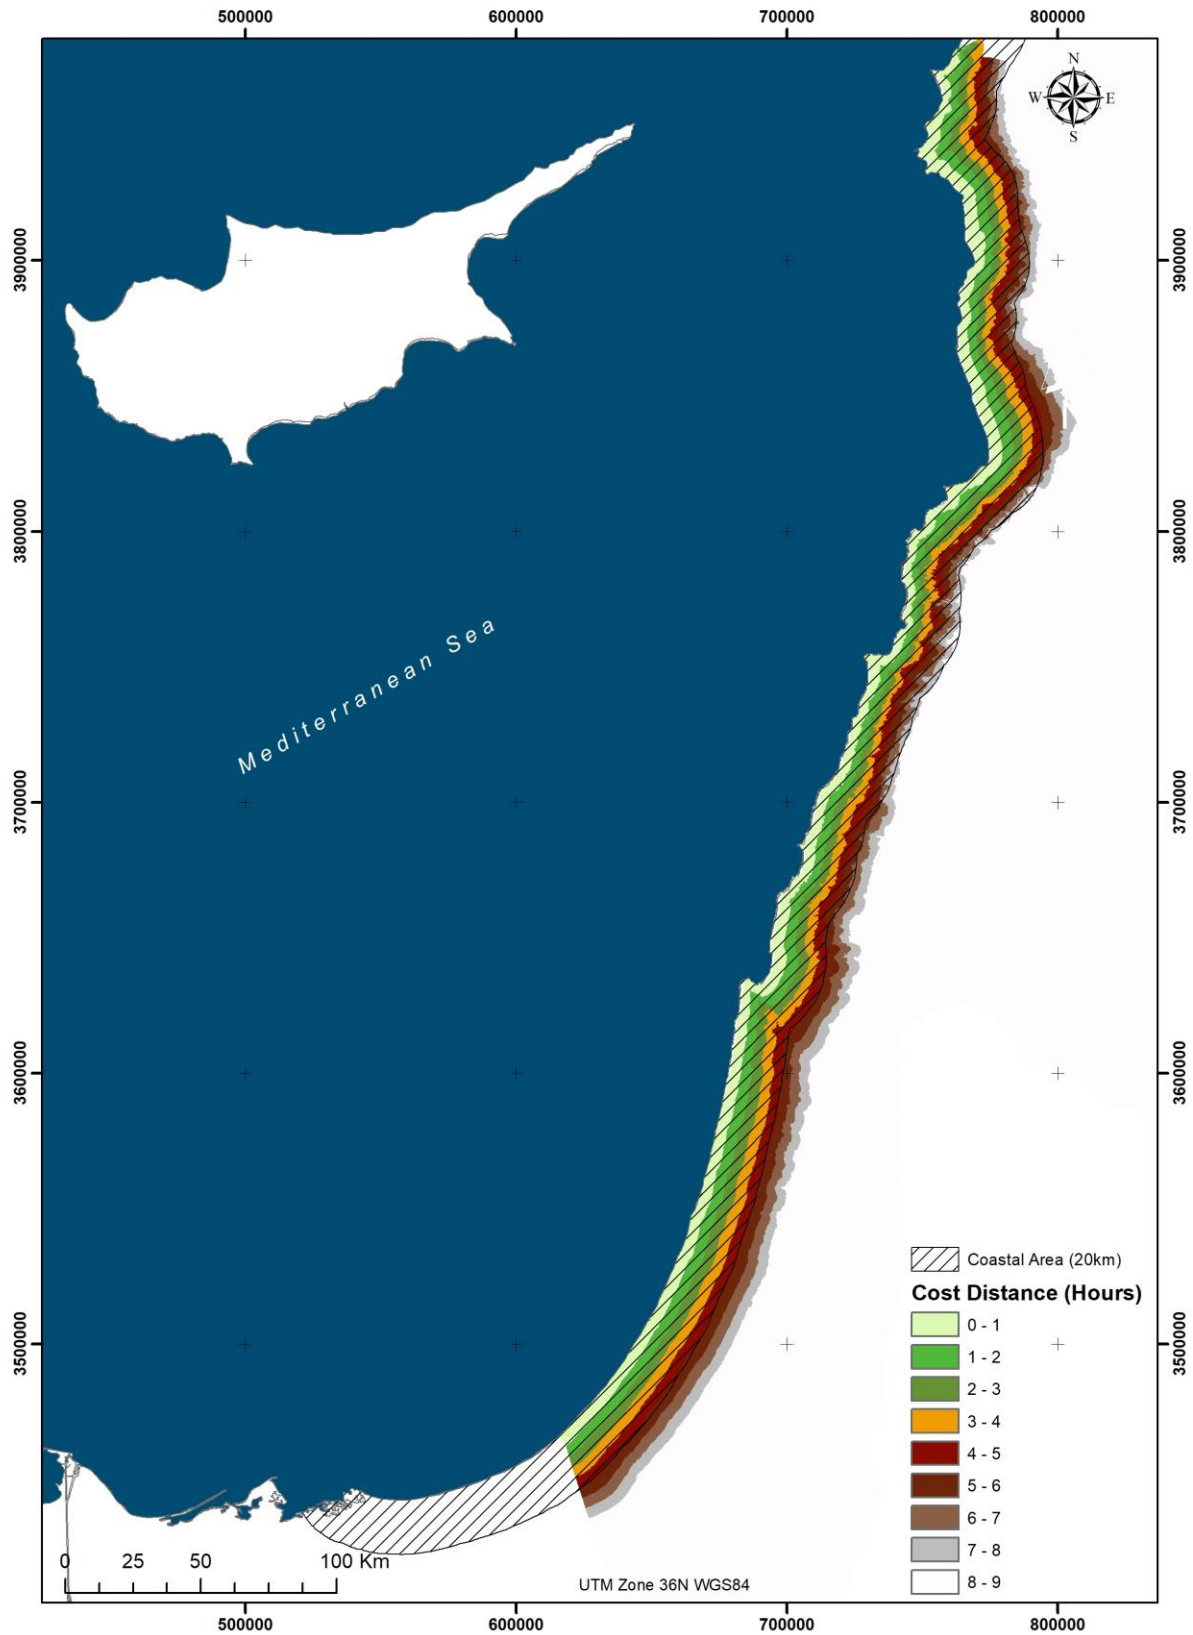 500000 600000 700000 800000
N
W E
S
3900000 3900000
3800000 3800000
Mediterranean Sea
3700000 3700000
3600000 3600000
Coastal Area (20km)
Cost Distance (Hours)
3500000 3500000
0 - 1
1 - 2
2 - 3
3 - 4
4 - 5
5 - 6
6 - 7
7 - 8
8 - 9
0 25 50 100 Km
UTM Zone 36N WGS84
500000 600000 700000 800000